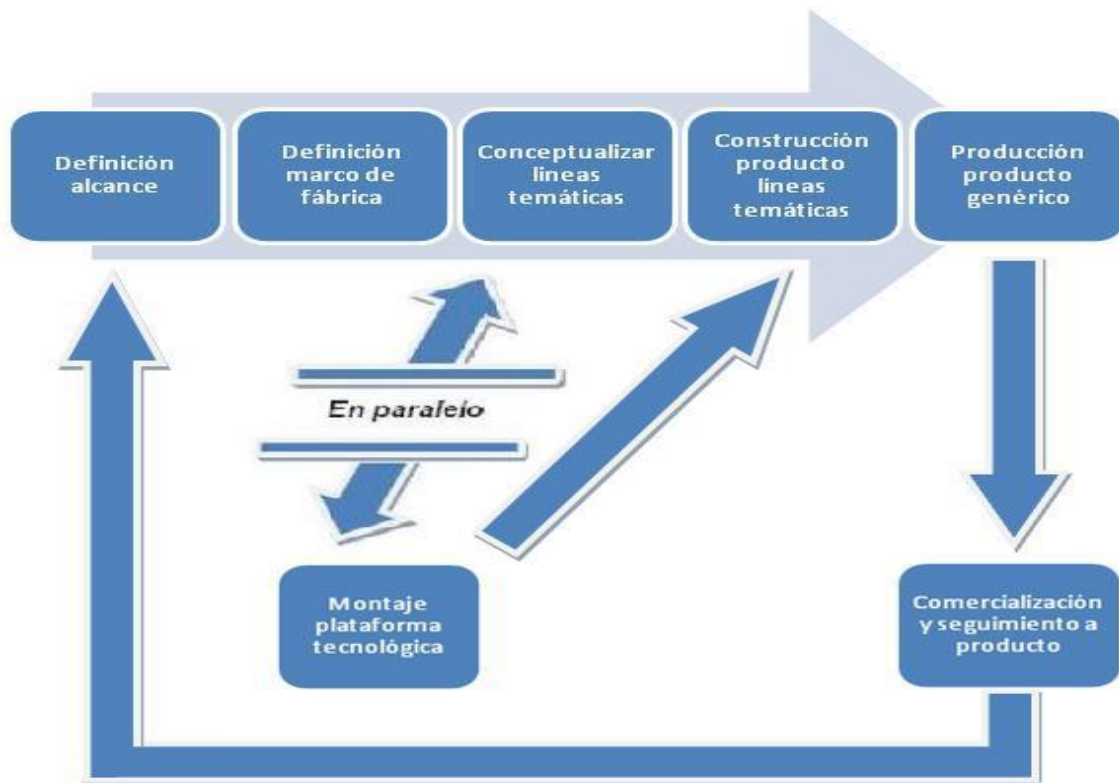 Definición
alcance
Definición
marco de
fábrica
Conceptualizar
líneas
temáticas
Construcción
producto
líneas
temáticas
Producción
producto
genérico
En paralelo
Montaje
plataforma
tecnológica
Comercialización
y seguimiento a
producto